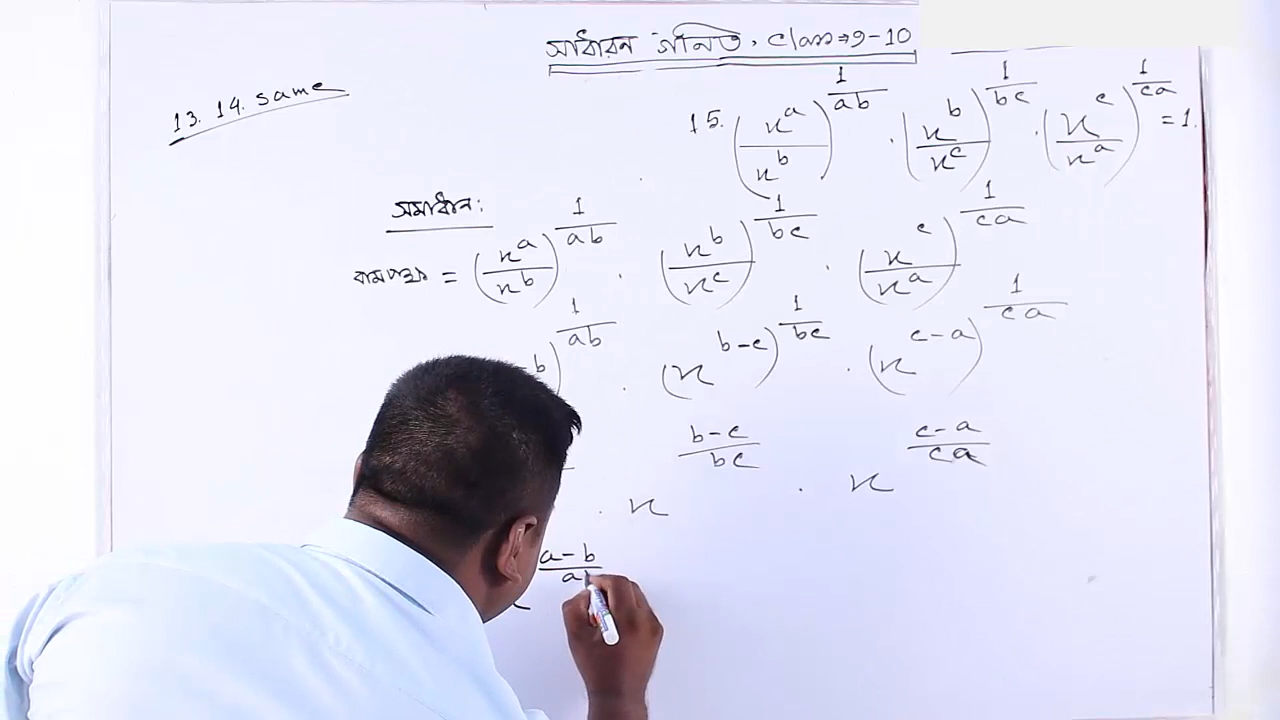 সাধারন গনিত, Class⇒9-10
13. 14. same
15. (x^a/x^b)^(1/ab) . (x^b/x^c)^(1/bc) . (x^c/x^a)^(1/ca) = 1.
সমাধান:
বামপক্ষ = (x^a/x^b)^(1/ab) . (x^b/x^c)^(1/bc) . (x^c/x^a)^(1/ca)
-b)^(1/ab) . (x^(b-c))^(1/bc) . (x^(c-a))^(1/ca)
. x^((b-c)/bc) . x^((c-a)/ca)
a-b/a